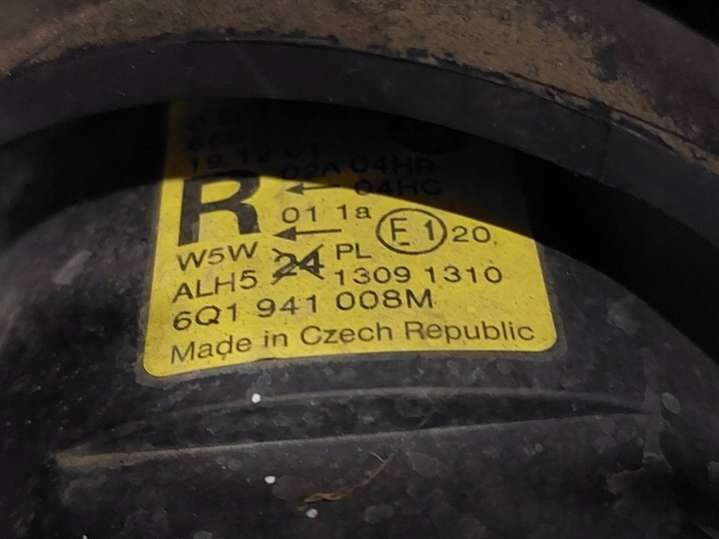 02A 04HR
R 04HC
01 1a E1 20
W5W 24 PL
ALH5 1309 1310
6Q1 941 008M
Made in Czech Republic